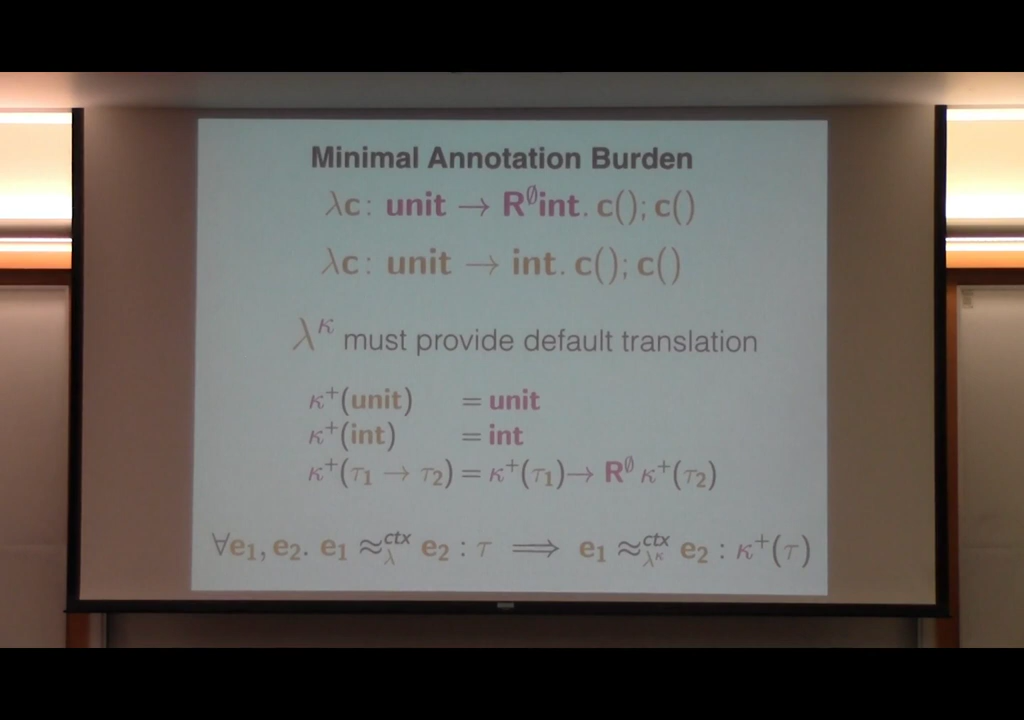 Minimal Annotation Burden
λc: unit → R^∅int. c(); c()
λc: unit → int. c(); c()
λ^κ must provide default translation
κ⁺(unit) = unit
κ⁺(int) = int
κ⁺(τ₁ → τ₂) = κ⁺(τ₁) → R^∅ κ⁺(τ₂)
∀e₁, e₂. e₁ ≈^ctx_λ e₂ : τ ⟹ e₁ ≈^ctx_λ^κ e₂ : κ⁺(τ)